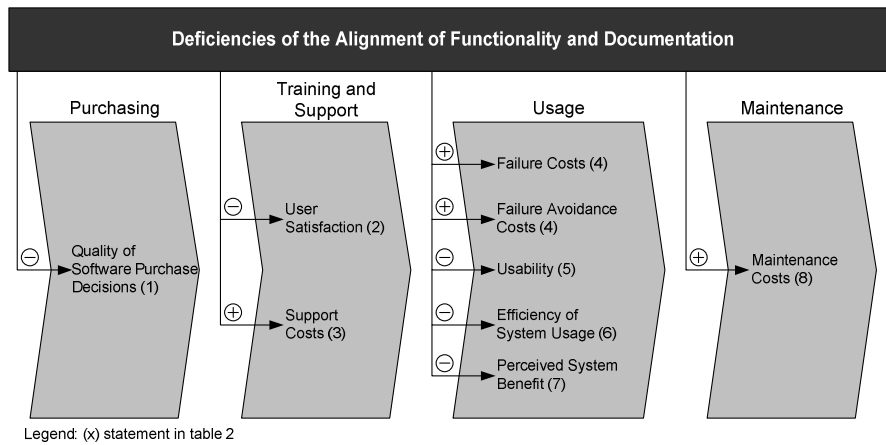 Deficiencies of the Alignment of Functionality and Documentation
Purchasing
Quality of
Software Purchase
Decisions (1)
Training and
Support
User
Satisfaction (2)
Support
Costs (3)
Usage
Failure Costs (4)
Failure Avoidance
Costs (4)
Usability (5)
Efficiency of
System Usage (6)
Perceived System
Benefit (7)
Maintenance
Maintenance
Costs (8)
Legend: (x) statement in table 2